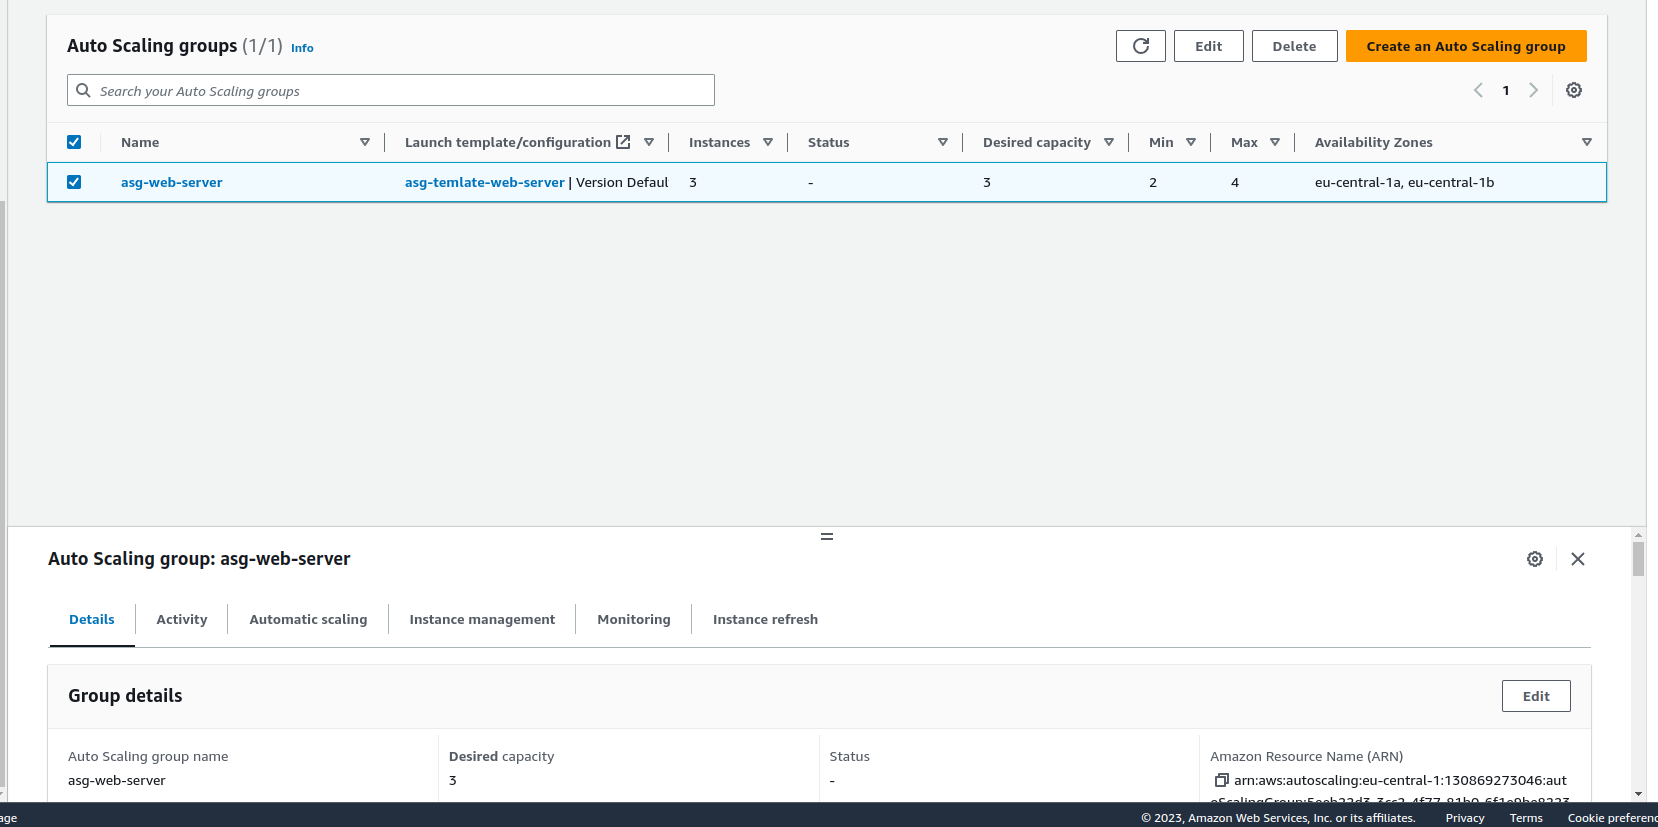 Auto Scaling groups (1/1) Info
Edit
Delete
Create an Auto Scaling group
Search your Auto Scaling groups
1
Name
Launch template/configuration
Instances
Status
Desired capacity
Min
Max
Availability Zones
asg-web-server
asg-temlate-web-server | Version Defaul
3
-
3
2
4
eu-central-1a, eu-central-1b
Auto Scaling group: asg-web-server
Details
Activity
Automatic scaling
Instance management
Monitoring
Instance refresh
Group details
Edit
Auto Scaling group name
asg-web-server
Desired capacity
3
Status
-
Amazon Resource Name (ARN)
arn:aws:autoscaling:eu-central-1:130869273046:aut
age
© 2023, Amazon Web Services, Inc. or its affiliates.
Privacy
Terms
Cookie preferenc